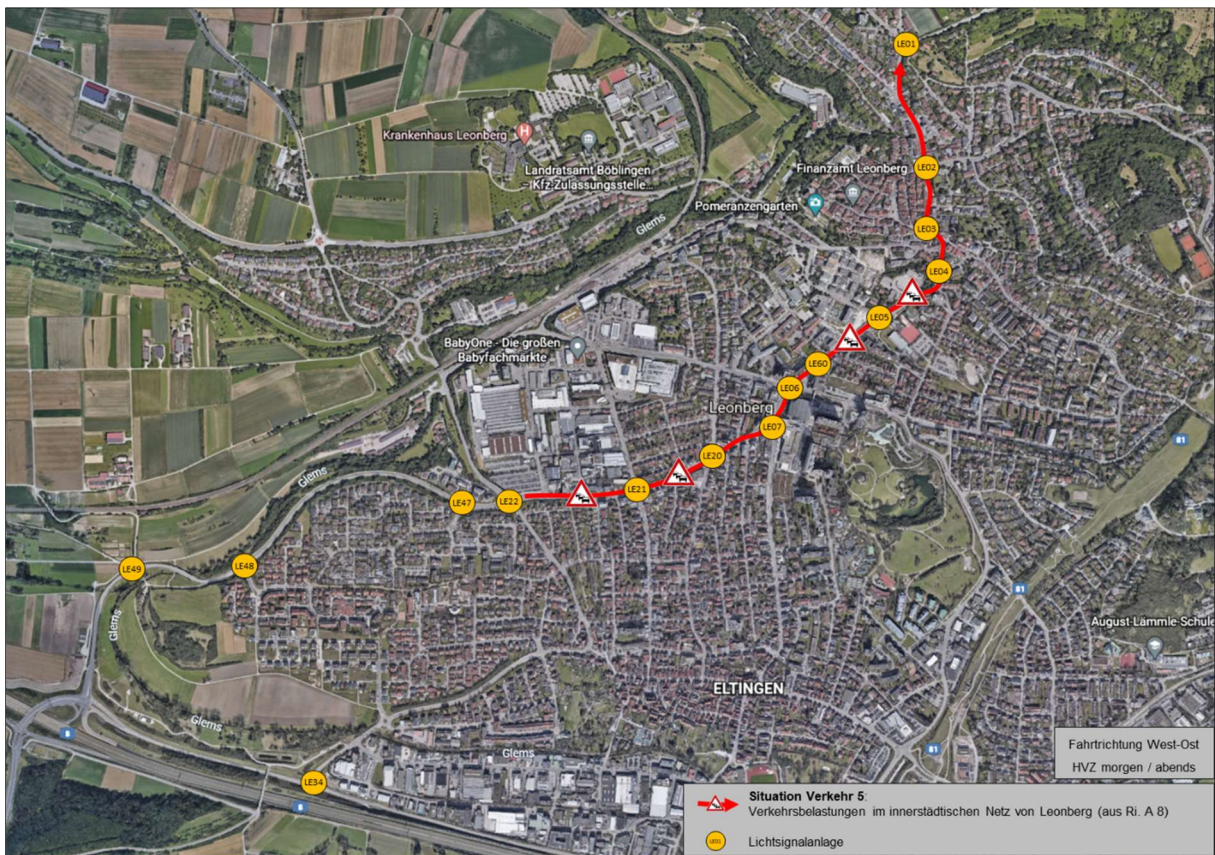 LE01
Krankenhaus Leonberg
H
Landratsamt Böblingen
- (Kfz-Zulassungsstelle...
Finanzamt Leonberg
LE02
Pomeranzengarten
Glems
LE03
LE04
LE05
BabyOne - Die großen
Babyfachmärkte
LE60
LE06
Leonberg
LE07
81
LE20
Glems
LE21
LE47
LE22
LE49
LE48
81
Glems
August-Lämmle-Schule
ELTINGEN
Glems
8
Glems
81
Fahrtrichtung West-Ost
HVZ morgen / abends
LE34
8
Situation Verkehr 5:
Verkehrsbelastungen im innerstädtischen Netz von Leonberg (aus Ri. A 8)
LE01
Lichtsignalanlage